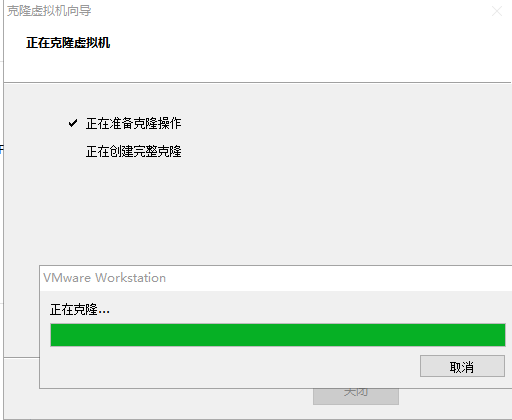 克隆虚拟机向导
正在克隆虚拟机
正在准备克隆操作
正在创建完整克隆
VMware Workstation
正在克隆...
取消
关闭